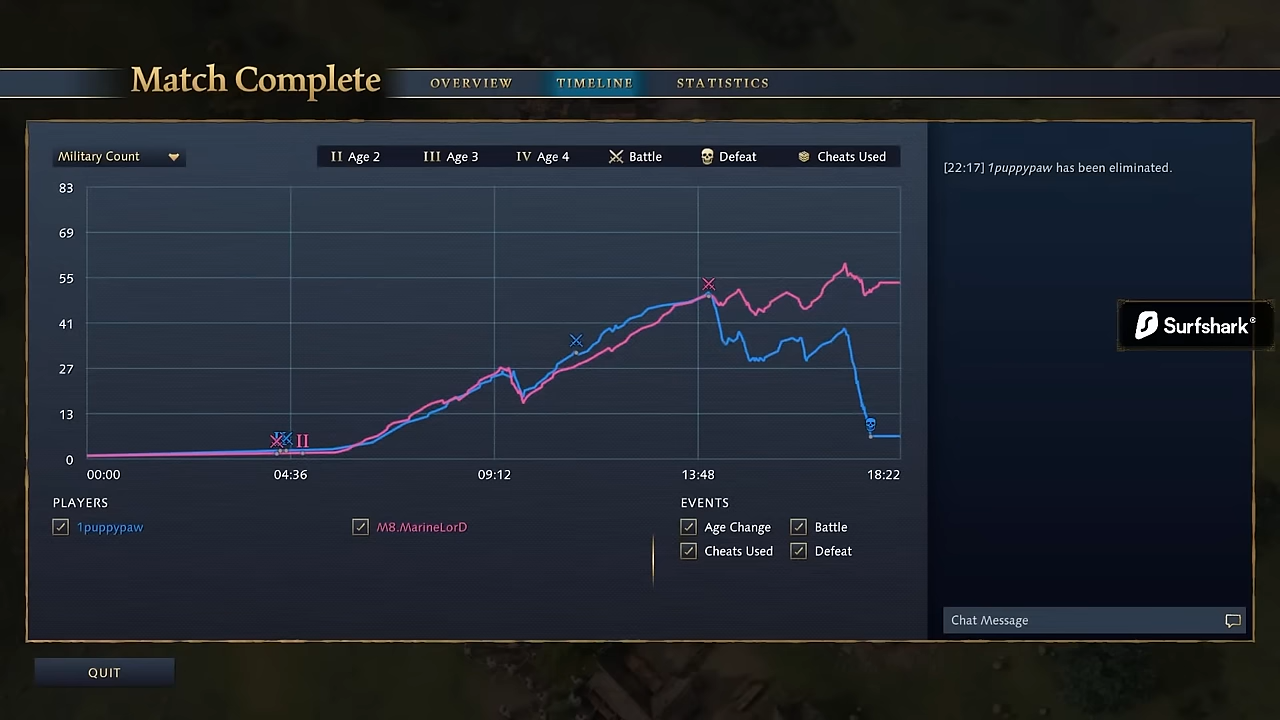 Match Complete
OVERVIEW
TIMELINE
STATISTICS
Military Count
II Age 2
III Age 3
IV Age 4
Battle
Defeat
Cheats Used
[22:17] 1puppypaw has been eliminated.
83
69
55
41
27
13
0
II
00:00
04:36
09:12
13:48
18:22
Surfshark®
PLAYERS
1puppypaw
M8.MarineLorD
EVENTS
Age Change
Battle
Cheats Used
Defeat
Chat Message
QUIT